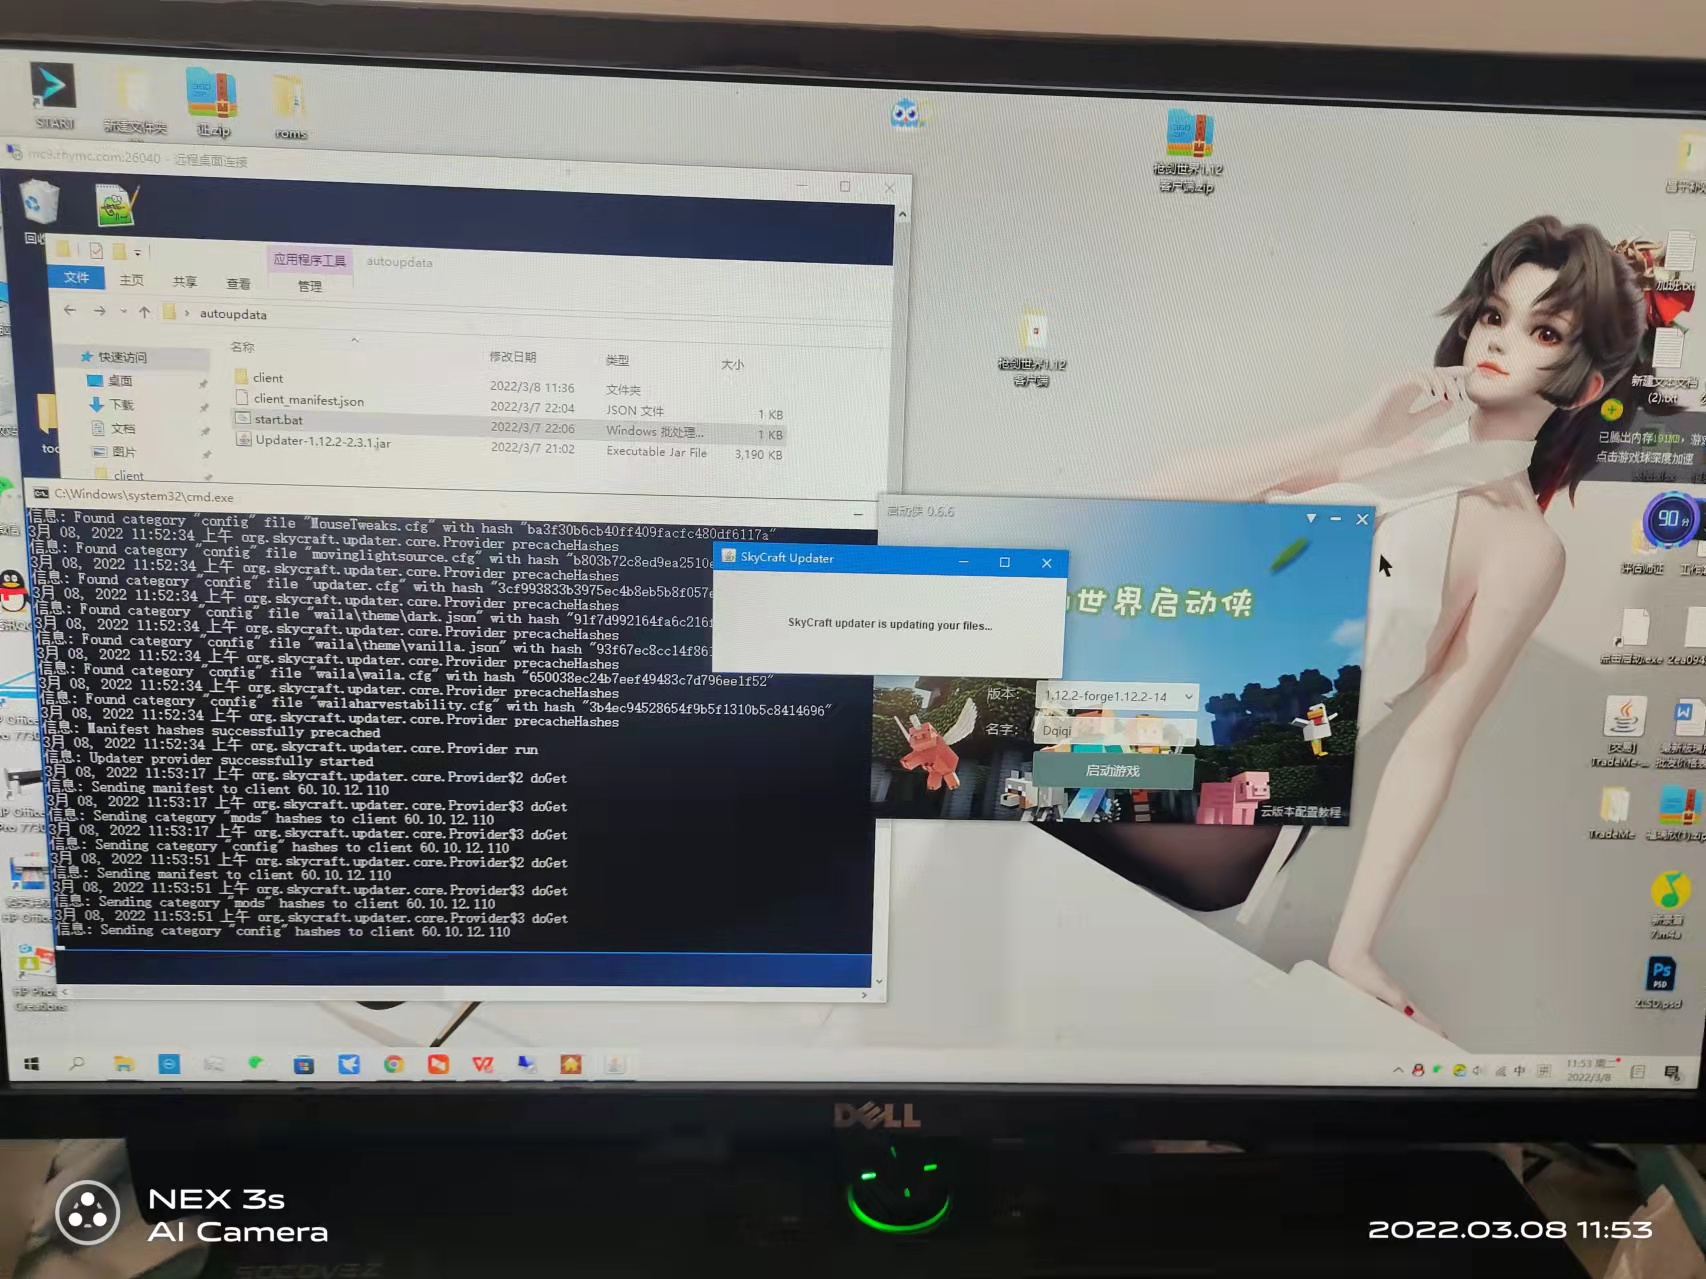 START
新建文件夹
证.zip
roms
枪剑世界1.12
客户端.zip
mc9.rhymc.com:26040 - 远程桌面连接
应用程序工具
autoupdata
文件
主页
共享
查看
管理
autoupdata
名称
修改日期
类型
大小
快速访问
桌面
下载
文档
图片
client
client
2022/3/8 11:36
文件夹
client_manifest.json
2022/3/7 22:04
JSON 文件
1 KB
start.bat
2022/3/7 22:06
Windows 批处理...
1 KB
Updater-1.12.2-2.3.1.jar
2022/3/7 21:02
Executable Jar File
3,190 KB
枪剑世界1.12
客户端
C:\Windows\system32\cmd.exe
信息: Found category "config" file "MouseTweaks.cfg" with hash "ba3f30b6cb40ff409facfc480df6117a"
3月 08, 2022 11:52:34 上午 org.skycraft.updater.core.Provider precacheHashes
信息: Found category "config" file "movinglightsource.cfg" with hash "b803b72c8ed9ea2510e
3月 08, 2022 11:52:34 上午 org.skycraft.updater.core.Provider precacheHashes
信息: Found category "config" file "updater.cfg" with hash "3cf993833b3975ec4b8eb5b8f057e
3月 08, 2022 11:52:34 上午 org.skycraft.updater.core.Provider precacheHashes
信息: Found category "config" file "waila\theme\dark.json" with hash "91f7d992164fa6c216f
3月 08, 2022 11:52:34 上午 org.skycraft.updater.core.Provider precacheHashes
信息: Found category "config" file "waila\theme\vanilla.json" with hash "93f67ec8cc14f861
3月 08, 2022 11:52:34 上午 org.skycraft.updater.core.Provider precacheHashes
信息: Found category "config" file "waila\waila.cfg" with hash "650038ec24b7eef49483c7d796ee1f52"
3月 08, 2022 11:52:34 上午 org.skycraft.updater.core.Provider precacheHashes
信息: Found category "config" file "wailaharvestability.cfg" with hash "3b4ec94528654f9b5f1310b5c8414696"
3月 08, 2022 11:52:34 上午 org.skycraft.updater.core.Provider precacheHashes
信息: Manifest hashes successfully precached
3月 08, 2022 11:52:34 上午 org.skycraft.updater.core.Provider run
信息: Updater provider successfully started
3月 08, 2022 11:53:17 上午 org.skycraft.updater.core.Provider$2 doGet
信息: Sending manifest to client 60.10.12.110
3月 08, 2022 11:53:17 上午 org.skycraft.updater.core.Provider$3 doGet
信息: Sending category "mods" hashes to client 60.10.12.110
3月 08, 2022 11:53:17 上午 org.skycraft.updater.core.Provider$3 doGet
信息: Sending category "config" hashes to client 60.10.12.110
3月 08, 2022 11:53:51 上午 org.skycraft.updater.core.Provider$2 doGet
信息: Sending manifest to client 60.10.12.110
3月 08, 2022 11:53:51 上午 org.skycraft.updater.core.Provider$3 doGet
信息: Sending category "mods" hashes to client 60.10.12.110
3月 08, 2022 11:53:51 上午 org.skycraft.updater.core.Provider$3 doGet
信息: Sending category "config" hashes to client 60.10.12.110
启动侠 0.6.6
SkyCraft Updater
SkyCraft updater is updating your files...
世界启动侠
版本:
1.12.2-forge1.12.2-14
名字:
Dqiqi
启动游戏
云版本配置教程
加班.txt
新建文本文档
(2).txt
已腾出内存191MB, 游
点击游戏球深度加速
90分
[交易]
TradeMe-...
TradeMe
新录音
7.m4a
Ps
PSD
ZLSD.psd
HP Photo
Creations
中
拼
11:53 周二
2022/3/8
DELL
NEX 3s
AI Camera
2022.03.08 11:53